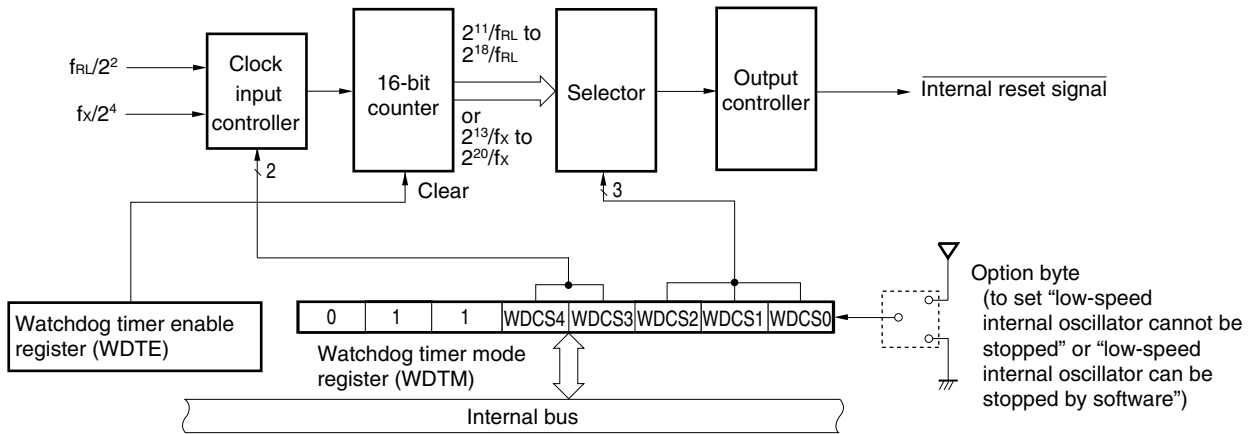 fRL/2²
fX/2⁴
Clock
input
controller
2
16-bit
counter
Clear
2¹¹/fRL to
2¹⁸/fRL
or
2¹³/fX to
2²⁰/fX
Selector
3
Output
controller
Internal reset signal
Watchdog timer enable
register (WDTE)
0 1 1 WDCS4 WDCS3 WDCS2 WDCS1 WDCS0
Watchdog timer mode
register (WDTM)
Internal bus
Option byte
(to set “low-speed
internal oscillator cannot be
stopped” or “low-speed
internal oscillator can be
stopped by software”)